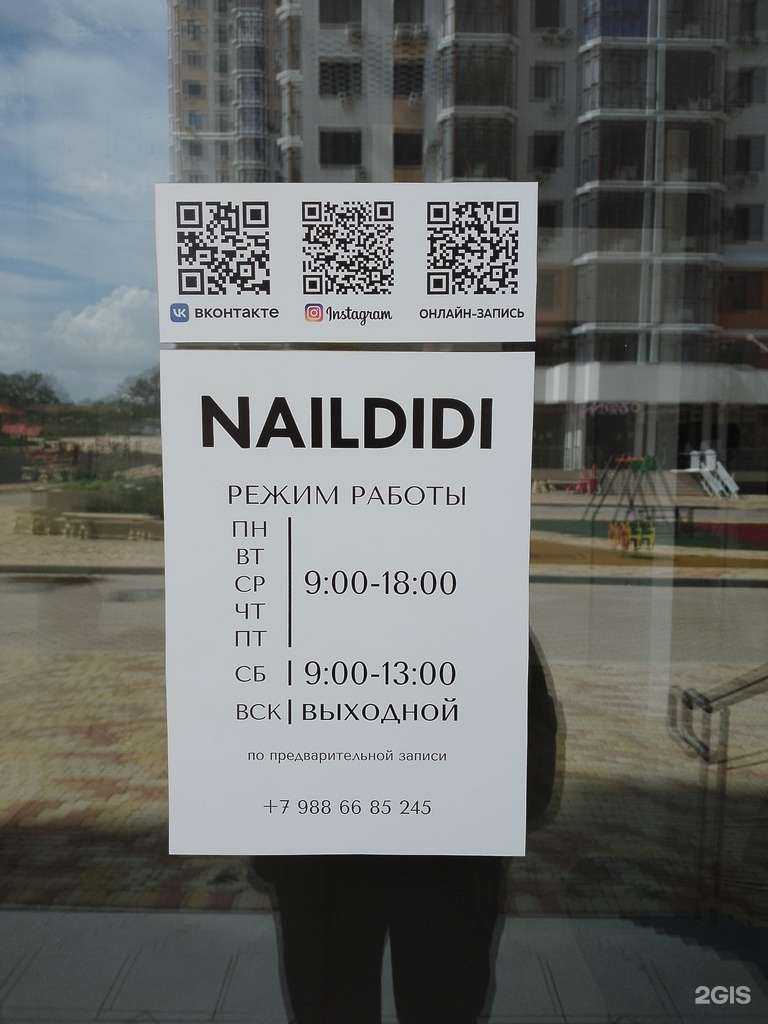 вконтакте
Instagram
ОНЛАЙН-ЗАПИСЬ
NAILDIDI
РЕЖИМ РАБОТЫ
ПН
ВТ
СР 9:00-18:00
ЧТ
ПТ
СБ 9:00-13:00
ВСК ВЫХОДНОЙ
по предварительной записи
+7 988 66 85 245
2GIS